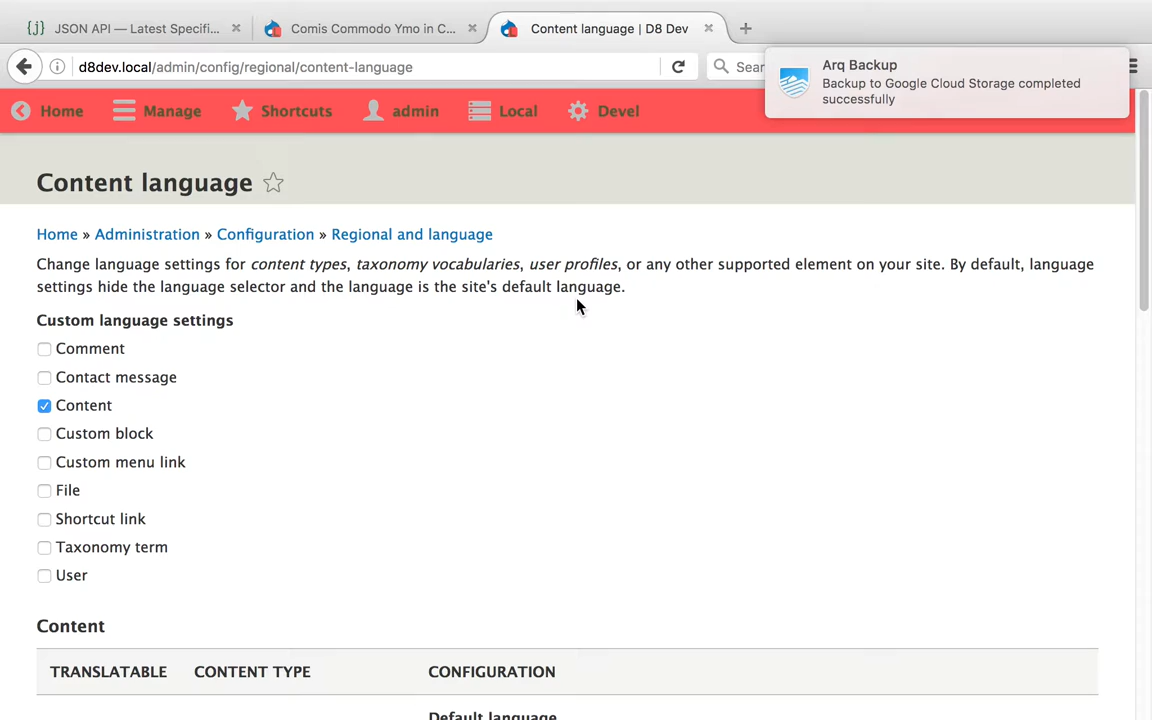 {;} JSON API — Latest Specifi... ×
Comis Commodo Ymo in C... ×
Content language | D8 Dev ×
d8dev.local/admin/config/regional/content-language
Sear
Arq Backup
Backup to Google Cloud Storage completed
successfully
Home Manage Shortcuts admin Local Devel
Content language
Home » Administration » Configuration » Regional and language
Change language settings for content types, taxonomy vocabularies, user profiles, or any other supported element on your site. By default, language
settings hide the language selector and the language is the site's default language.
Custom language settings
Comment
Contact message
Content
Custom block
Custom menu link
File
Shortcut link
Taxonomy term
User
Content
TRANSLATABLE CONTENT TYPE CONFIGURATION
Default language